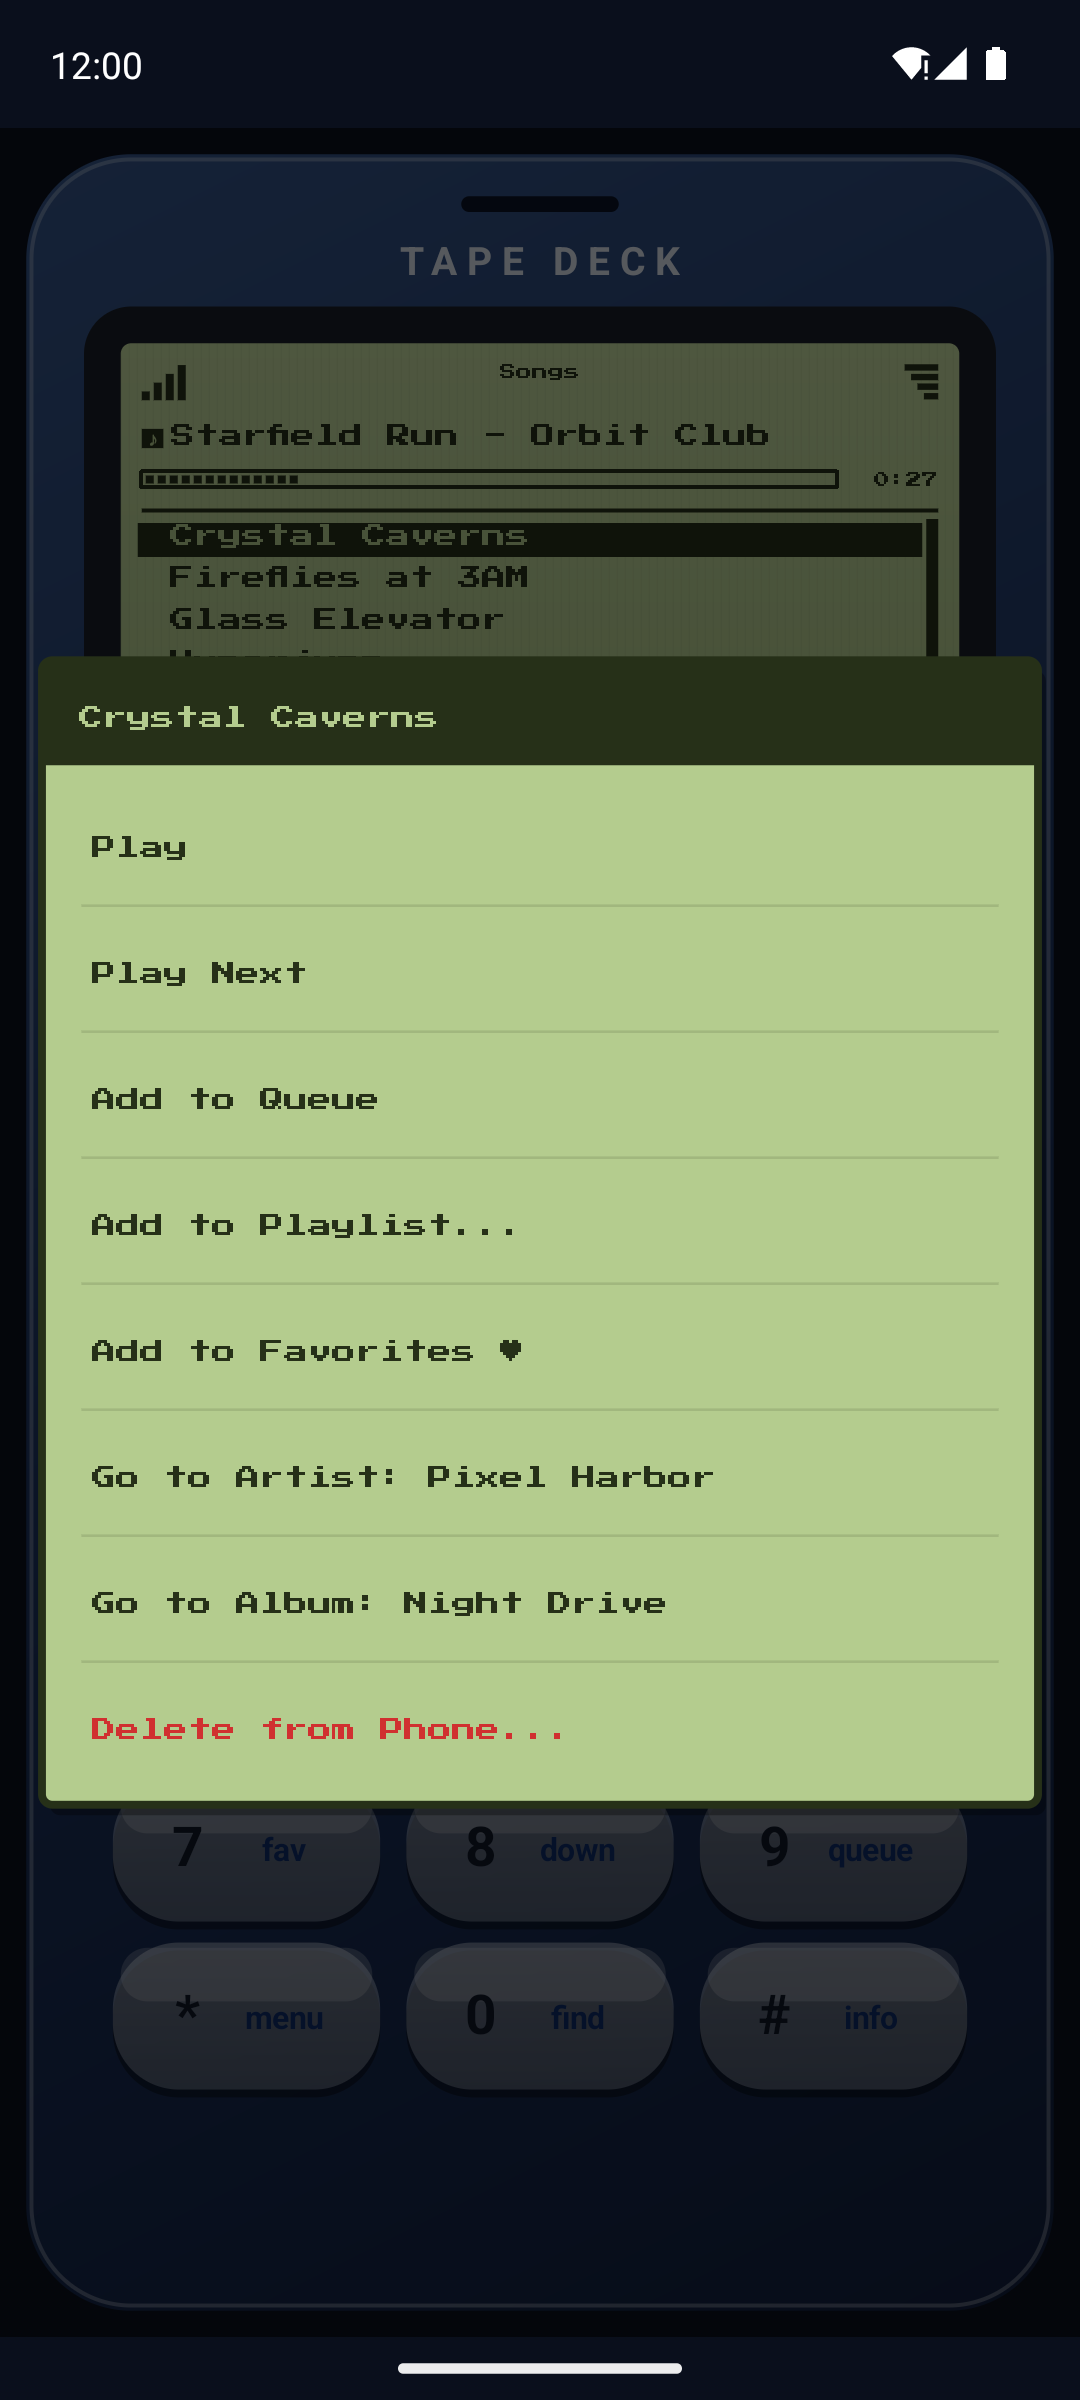 12:00
TAPE DECK
Songs
Starfield Run - Orbit Club
0:27
Crystal Caverns
Fireflies at 3AM
Glass Elevator
Crystal Caverns
Play
Play Next
Add to Queue
Add to Playlist...
Add to Favorites ♥
Go to Artist: Pixel Harbor
Go to Album: Night Drive
Delete from Phone...
7 fav 8 down 9 queue
* menu 0 find # info